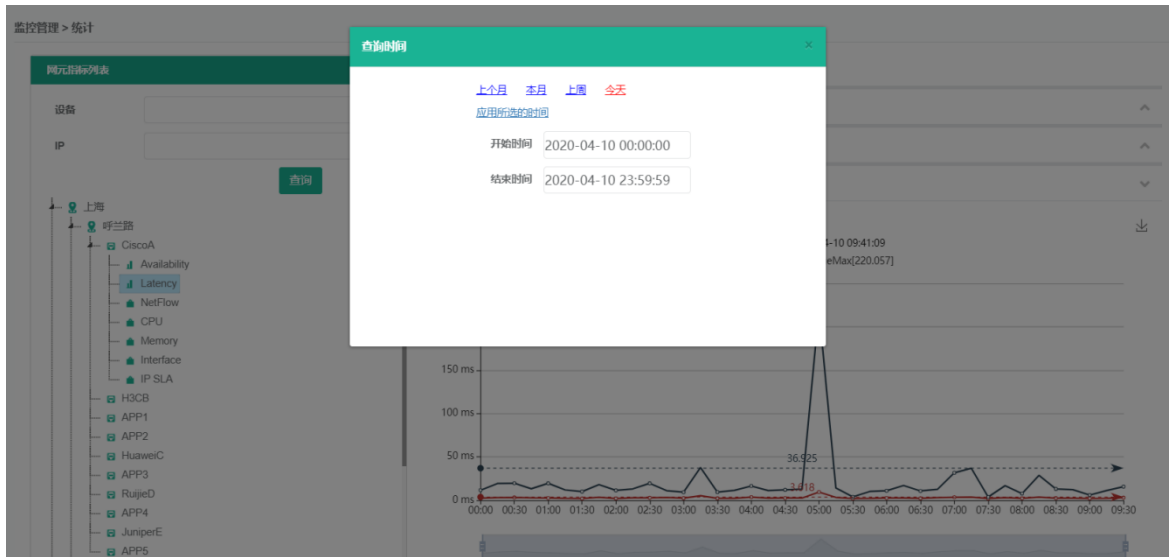 监控管理 > 统计
查询时间
×
网元指标列表
上个月 本月 上周 今天
应用所选的时间
设备
开始时间 2020-04-10 00:00:00
IP
结束时间 2020-04-10 23:59:59
查询
上海
呼兰路
CiscoA
Availability
Latency
NetFlow
CPU
Memory
Interface
IP SLA
H3CB
APP1
APP2
HuaweiC
APP3
RuijieD
APP4
JuniperE
APP5
4-10 09:41:09
eMax[220.057]
150 ms
100 ms
50 ms
36.925
3.618
0 ms
00:00 00:30 01:00 01:30 02:00 02:30 03:00 03:30 04:00 04:30 05:00 05:30 06:00 06:30 07:00 07:30 08:00 08:30 09:00 09:30